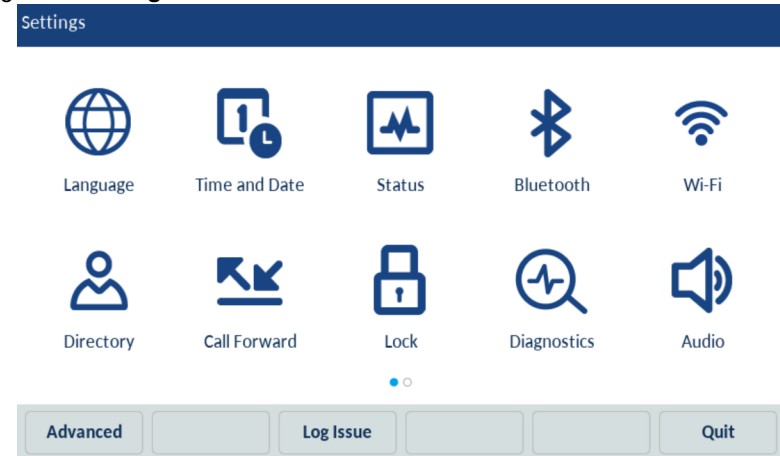 Settings
Language Time and Date Status Bluetooth Wi-Fi
Directory Call Forward Lock Diagnostics Audio
Advanced Log Issue Quit